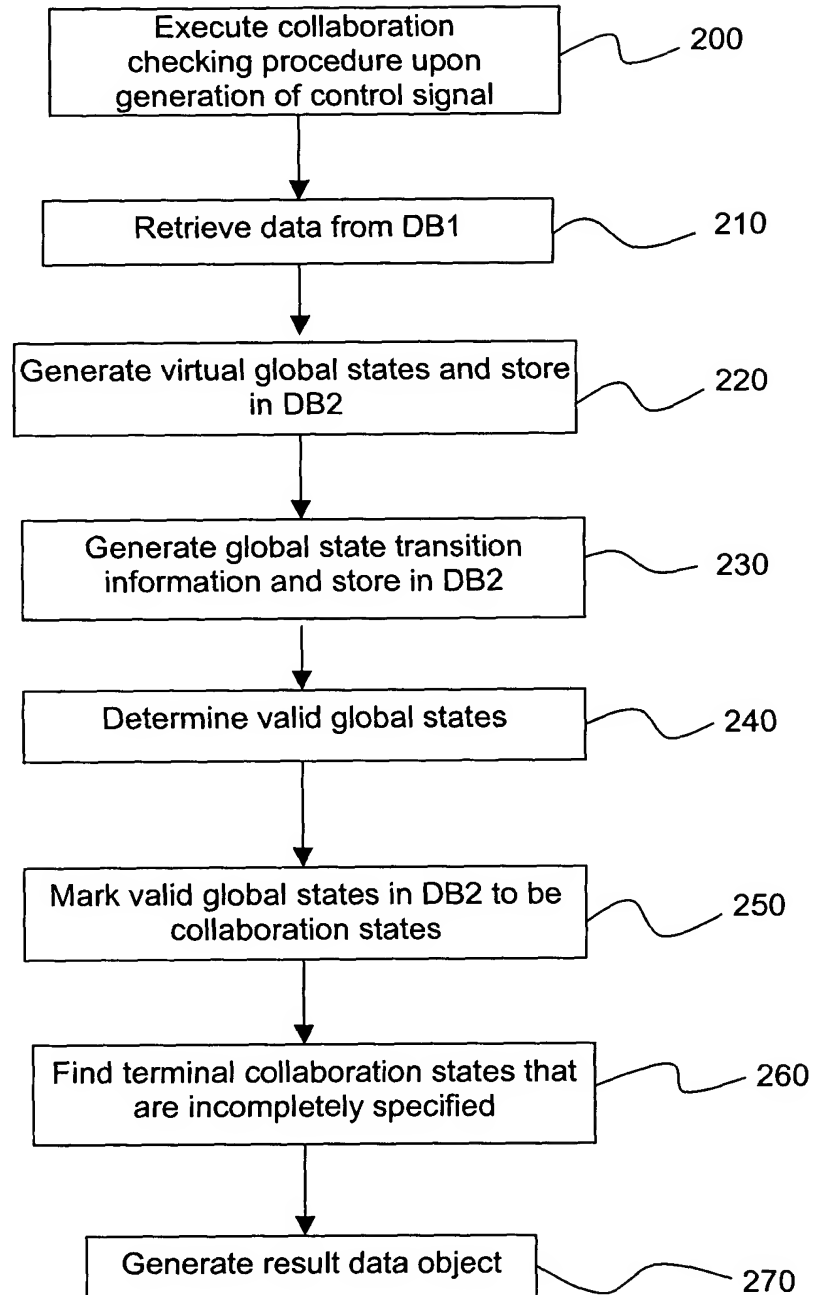 Execute collaboration
checking procedure upon
generation of control signal
200
Retrieve data from DB1
210
Generate virtual global states and store
in DB2
220
Generate global state transition
information and store in DB2
230
Determine valid global states
240
Mark valid global states in DB2 to be
collaboration states
250
Find terminal collaboration states that
are incompletely specified
260
Generate result data object
270